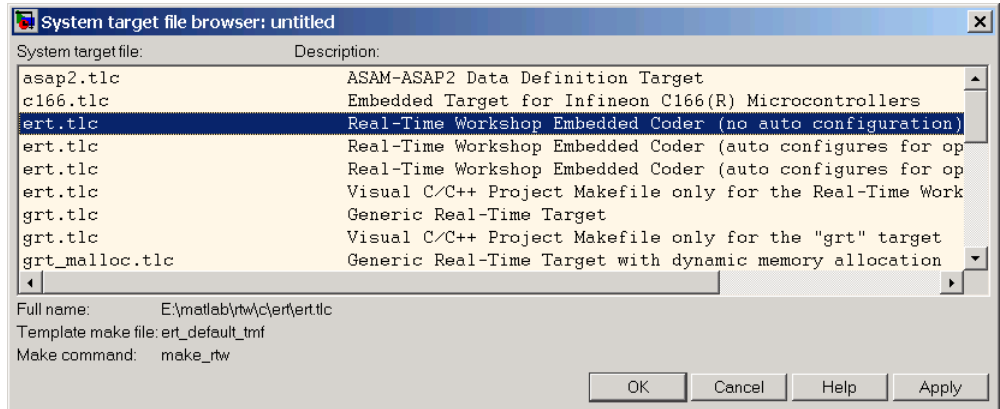 System target file browser: untitled
System target file: Description:
asap2.tlc ASAM-ASAP2 Data Definition Target
c166.tlc Embedded Target for Infineon C166(R) Microcontrollers
ert.tlc Real-Time Workshop Embedded Coder (no auto configuration)
ert.tlc Real-Time Workshop Embedded Coder (auto configures for op
ert.tlc Real-Time Workshop Embedded Coder (auto configures for op
ert.tlc Visual C/C++ Project Makefile only for the Real-Time Work
grt.tlc Generic Real-Time Target
grt.tlc Visual C/C++ Project Makefile only for the "grt" target
grt_malloc.tlc Generic Real-Time Target with dynamic memory allocation
Full name: E:\matlab\rtw\c\ert\ert.tlc
Template make file: ert_default_tmf
Make command: make_rtw
OK Cancel Help Apply